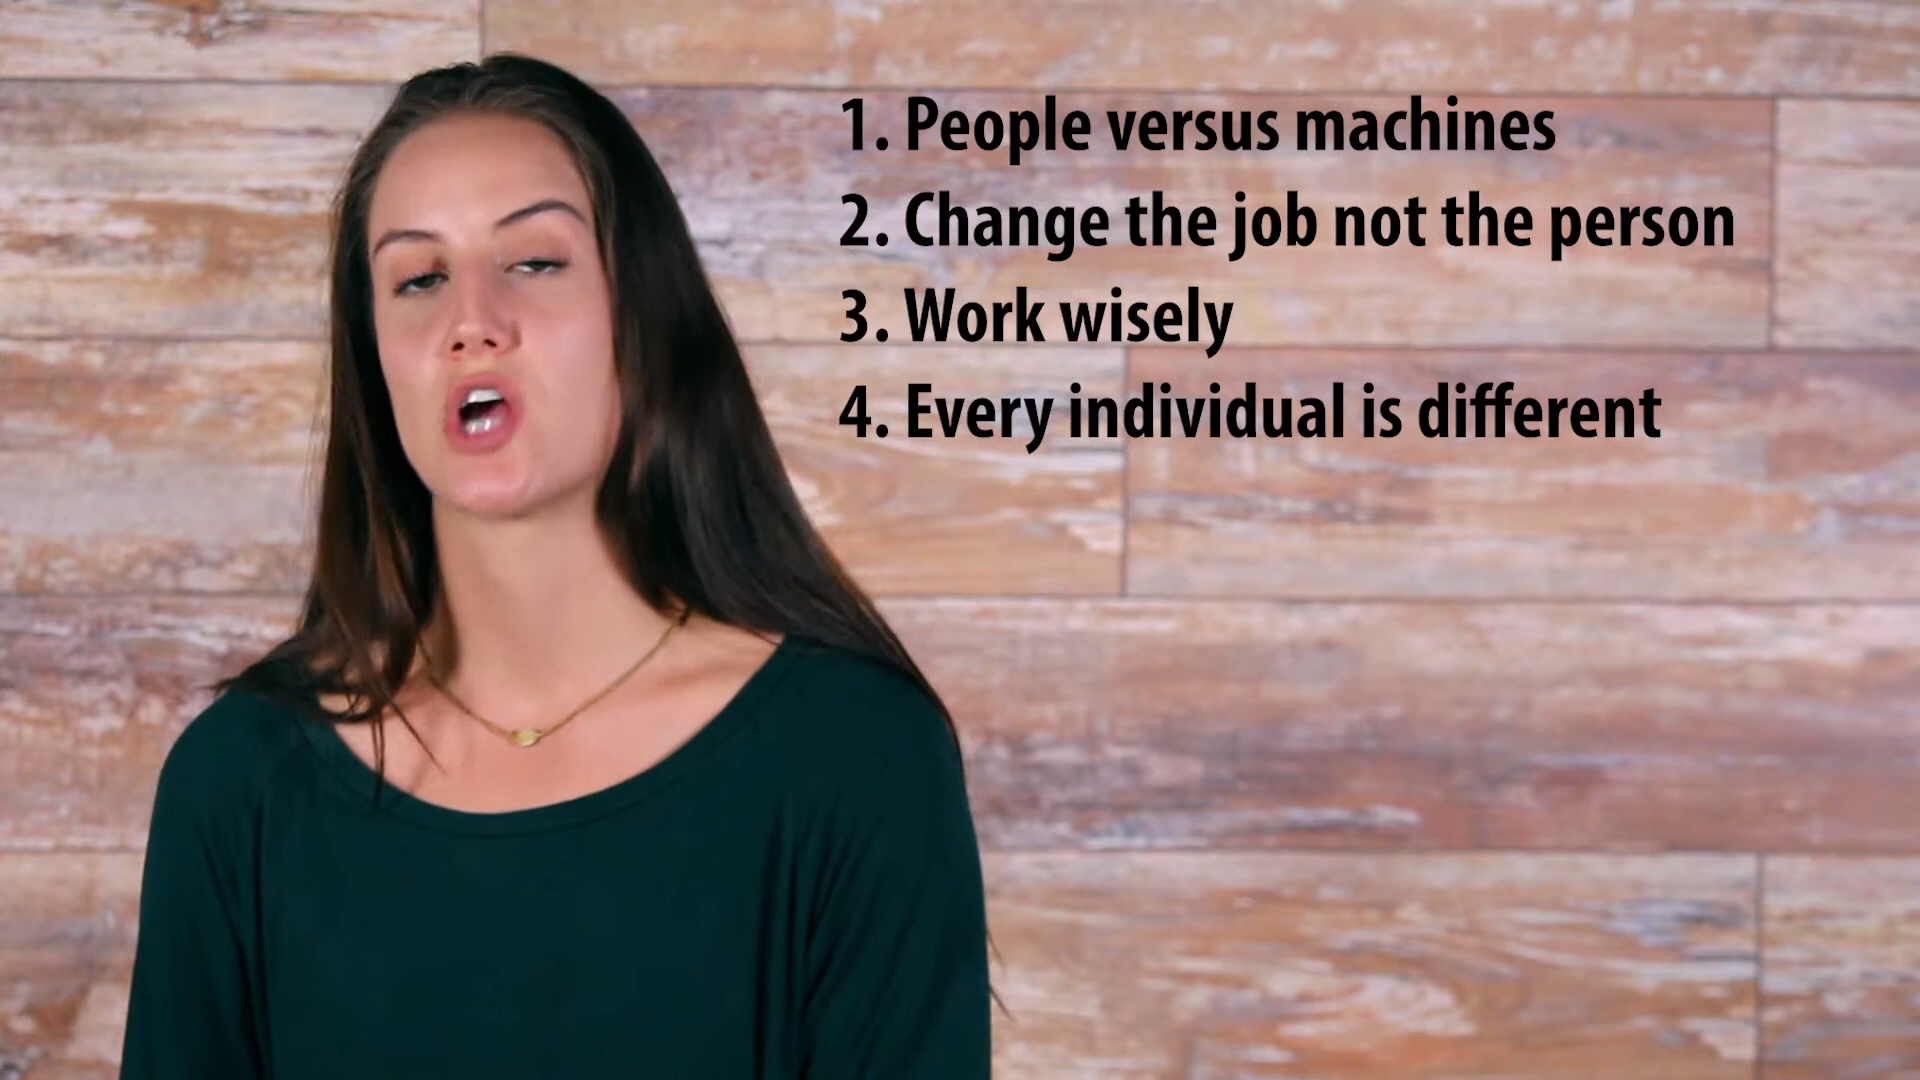 1. People versus machines
2. Change the job not the person
3. Work wisely
4. Every individual is different